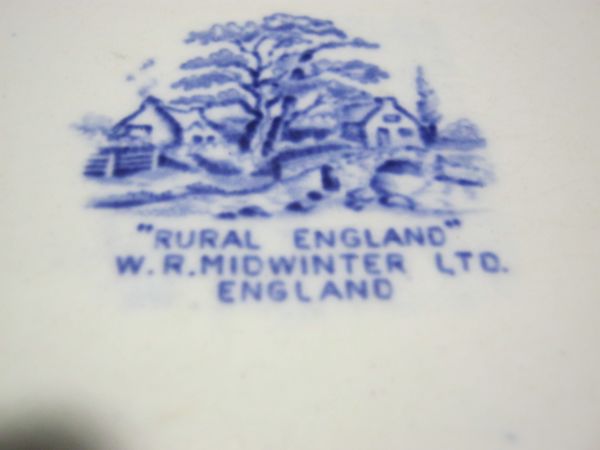 "RURAL ENGLAND"
W.R.MIDWINTER LTD.
ENGLAND